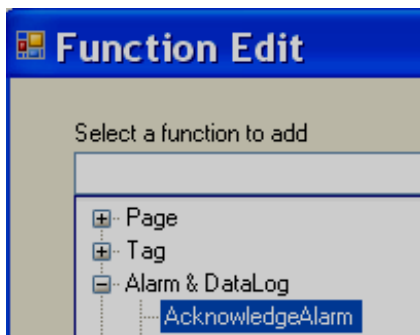 Function Edit
Select a function to add
Page
Tag
Alarm & DataLog
AcknowledgeAlarm